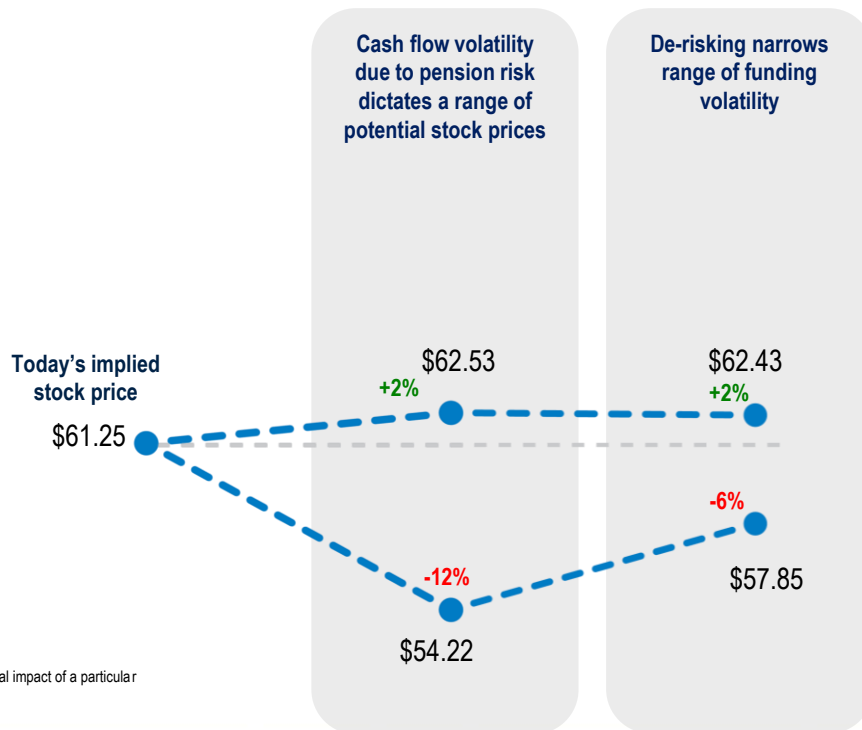 Cash flow volatility
due to pension risk
dictates a range of
potential stock prices
De-risking narrows
range of funding
volatility
Today’s implied
stock price
$61.25
$62.53
+2%
$62.43
+2%
-12%
$54.22
-6%
$57.85
al impact of a particular